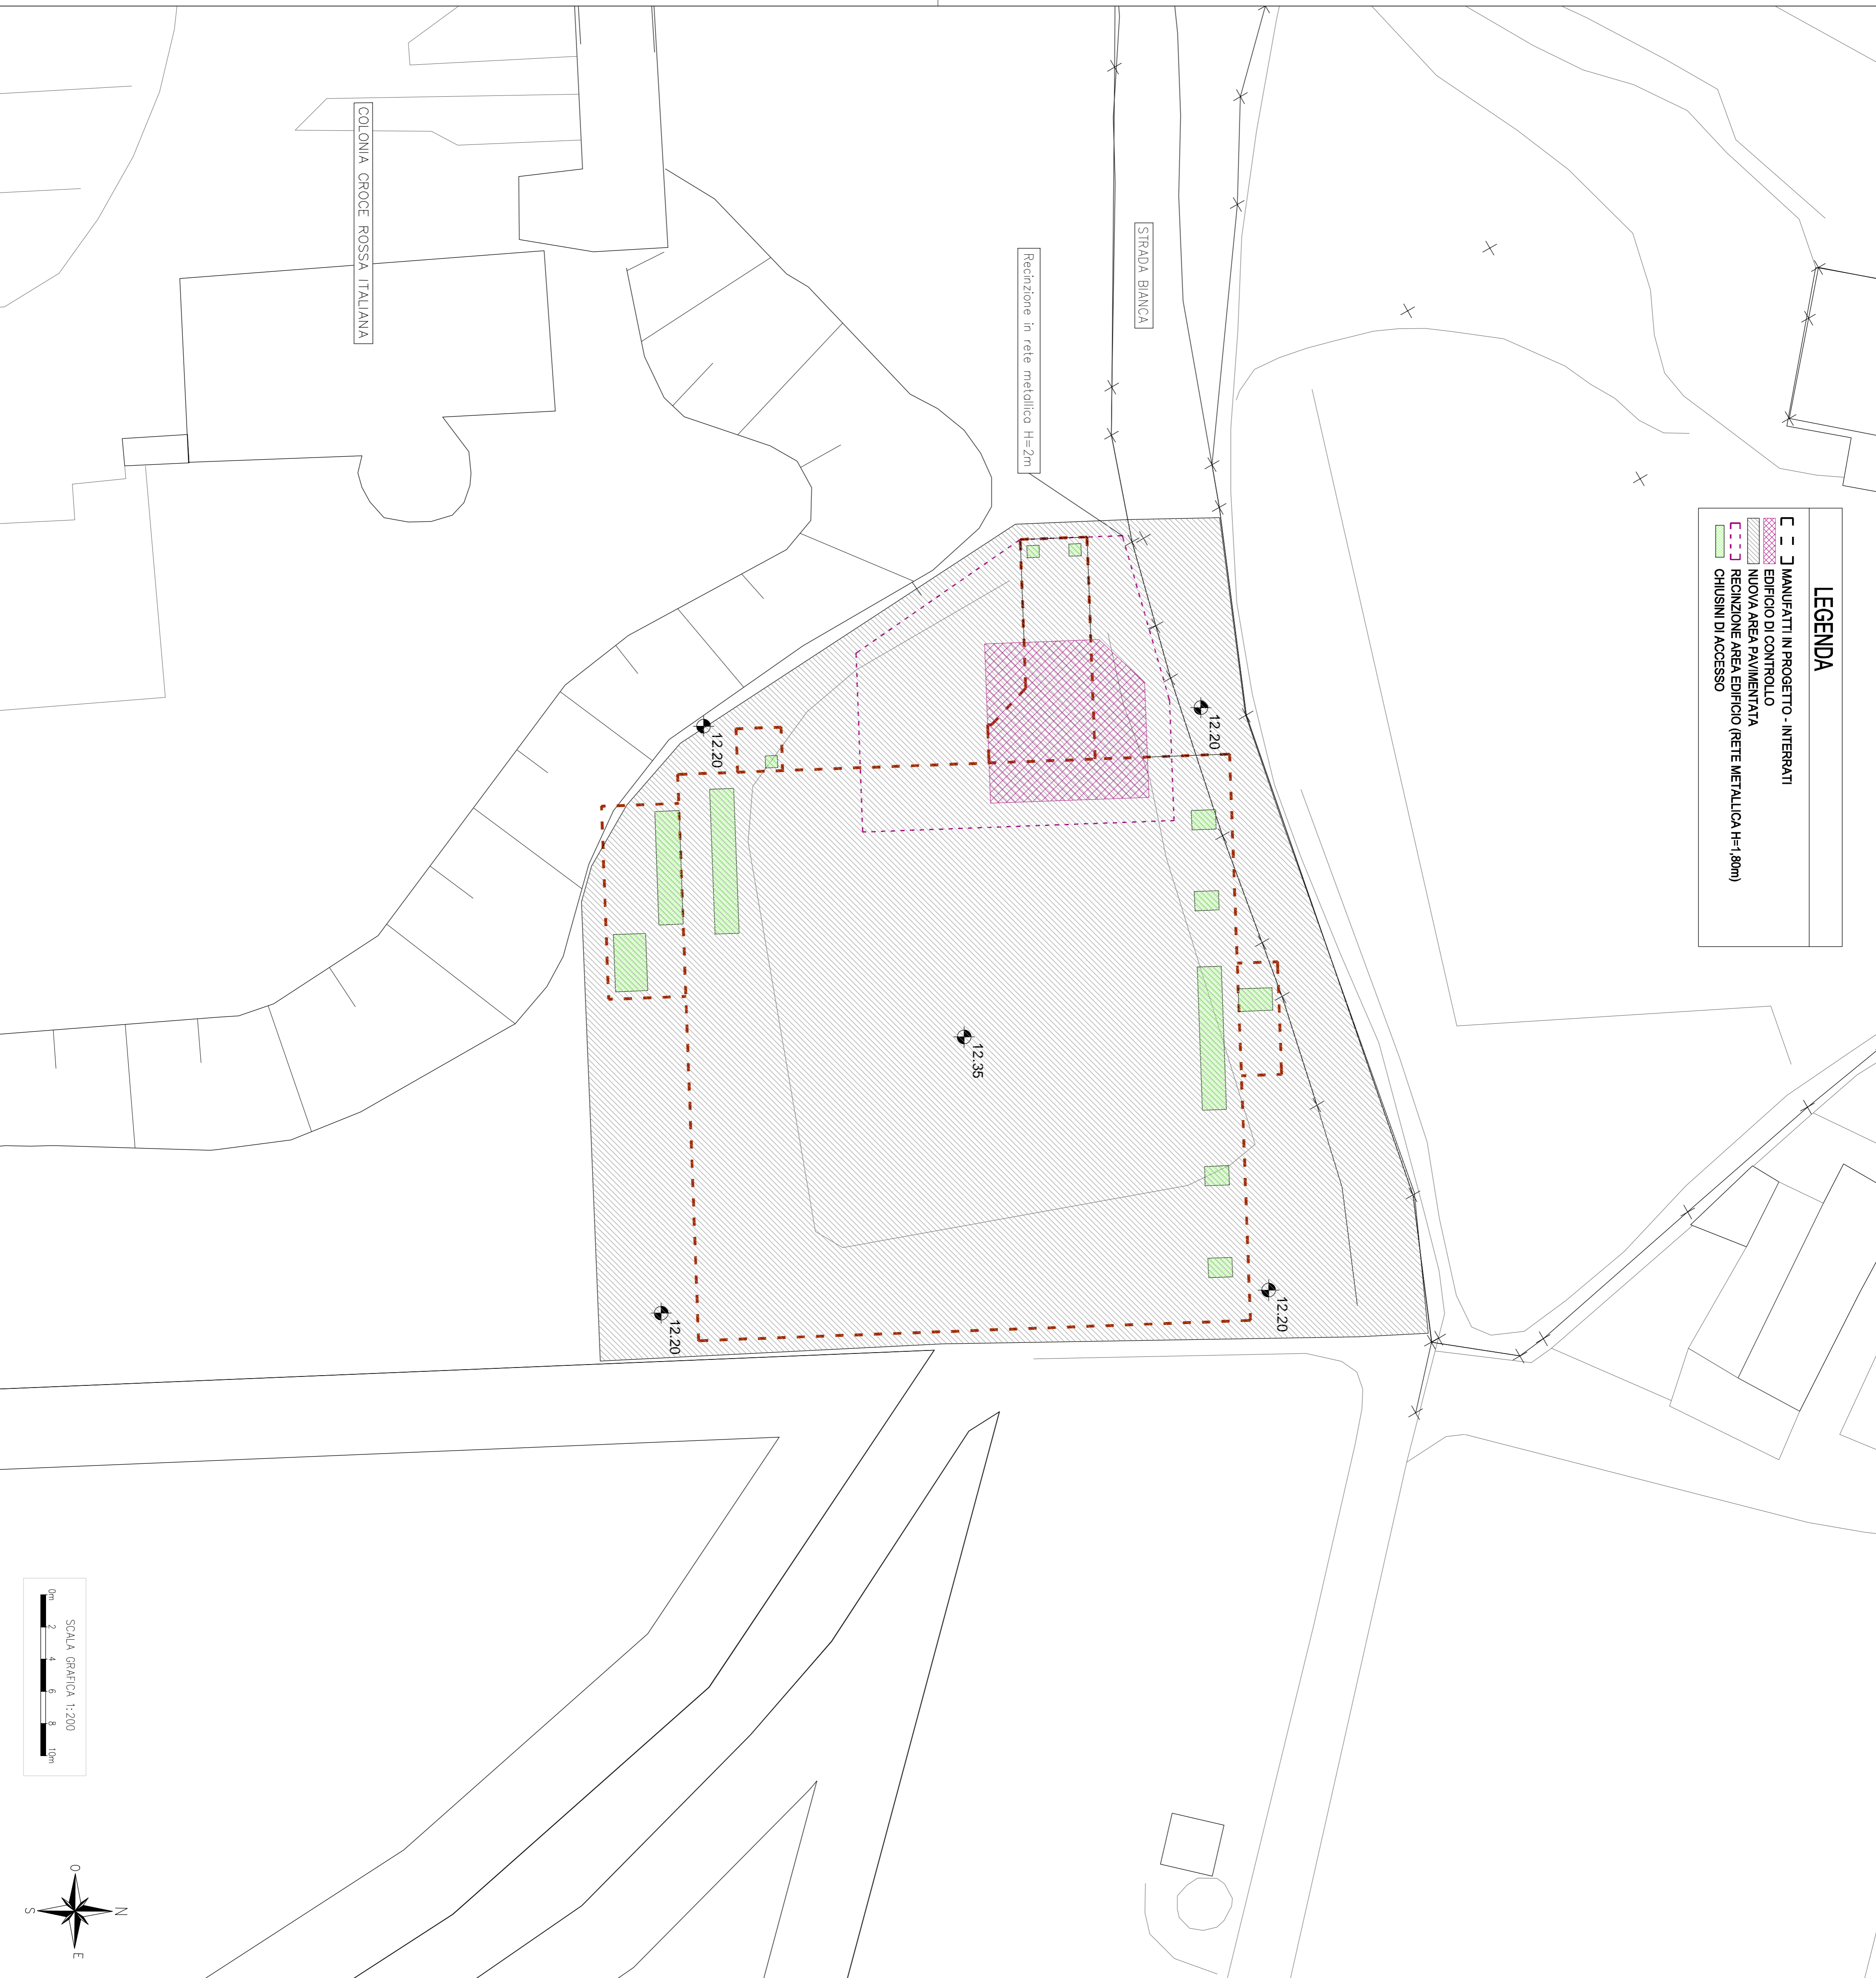 LEGENDA
MANUFATTI IN PROGETTO - INTERRATI
EDIFICIO DI CONTROLLO
NUOVA AREA PAVIMENTATA
RECINZIONE AREA EDIFICIO (RETE METALLICA H=1,80m)
CHIUSINI DI ACCESSO
STRADA BIANCA
Recinzione in rete metallica H=2m
COLONIA CROCE ROSSA ITALIANA
12.20
12.20
12.35
12.20
12.20
SCALA GRAFICA 1:200
0m 2 4 6 8 10m
N
O
E
S